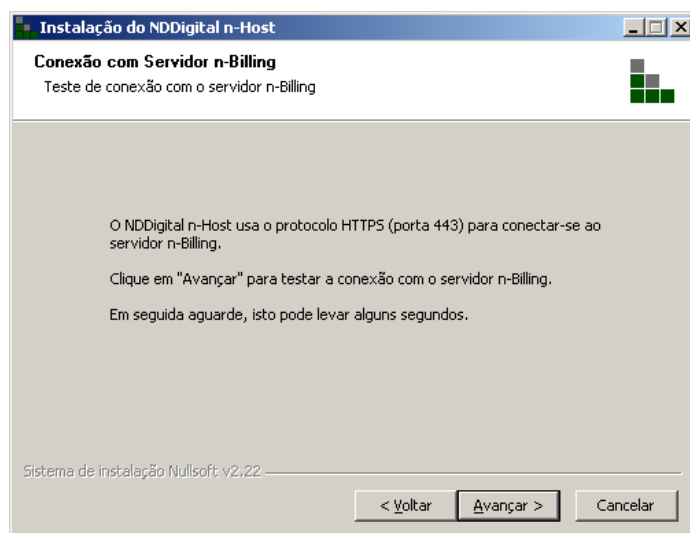 Instalação do NDDigital n-Host
Conexão com Servidor n-Billing
Teste de conexão com o servidor n-Billing
O NDDigital n-Host usa o protocolo HTTPS (porta 443) para conectar-se ao
servidor n-Billing.
Clique em "Avançar" para testar a conexão com o servidor n-Billing.
Em seguida aguarde, isto pode levar alguns segundos.
Sistema de instalação Nullsoft v2.22
< Voltar
Avançar >
Cancelar